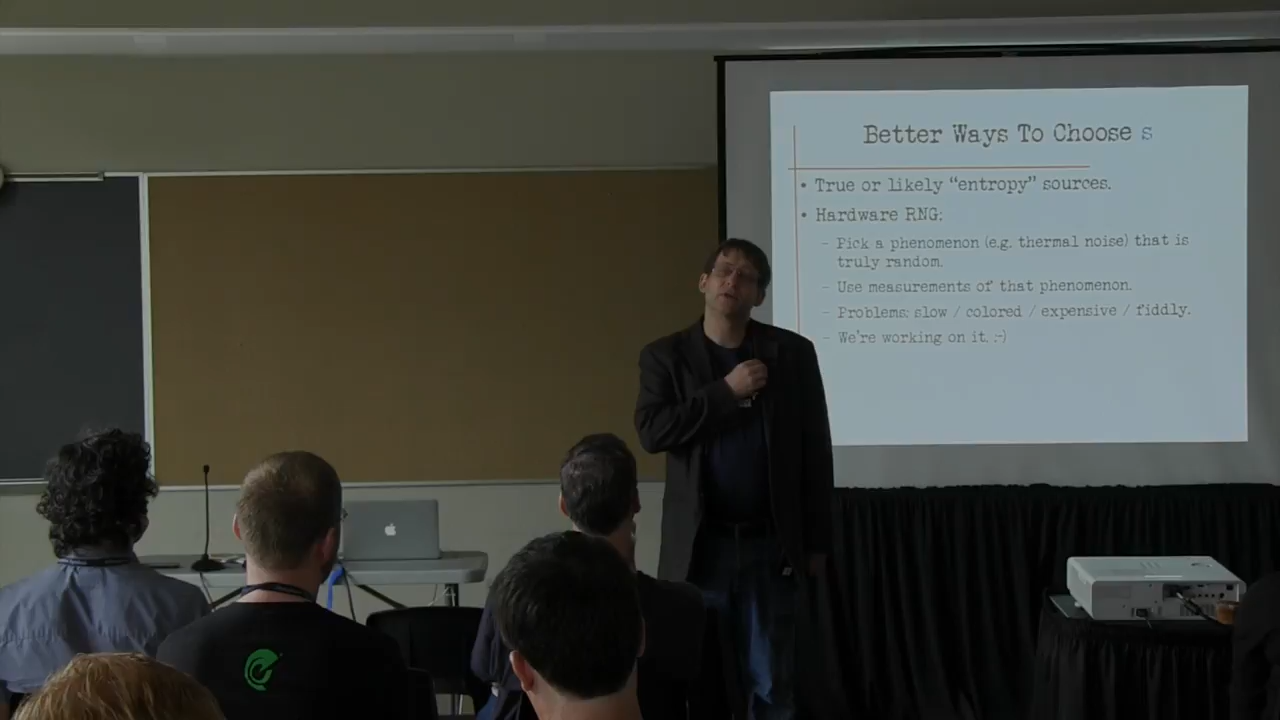 Better Ways To Choose s
• True or likely “entropy” sources.
• Hardware RNG:
– Pick a phenomenon (e.g. thermal noise) that is
truly random.
– Use measurements of that phenomenon.
– Problems: slow / colored / expensive / fiddly.
– We’re working on it. :-)